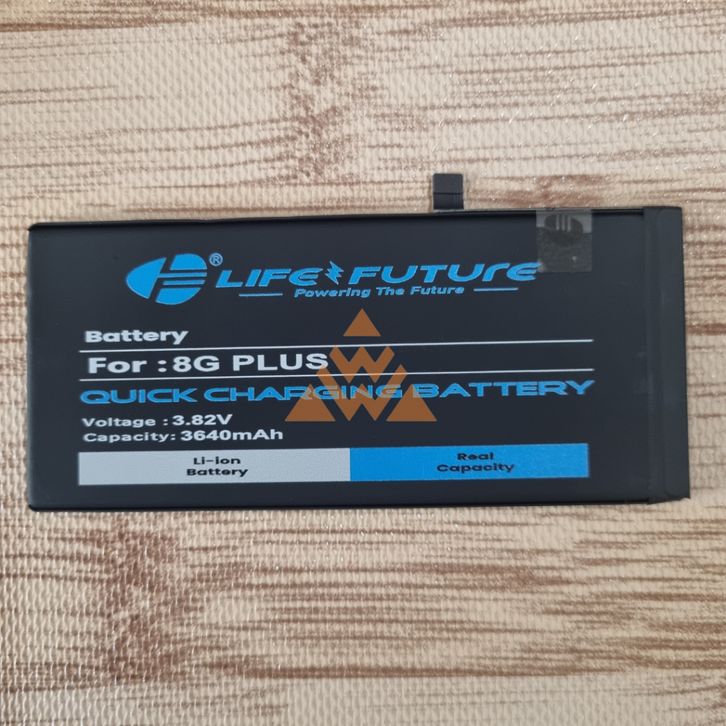 ® LIFE FUTURE
Powering The Future
Battery
For : 8G PLUS
QUICK CHARGING BATTERY
Voltage : 3.82V
Capacity: 3640mAh
Li-ion
Battery
Real
Capacity